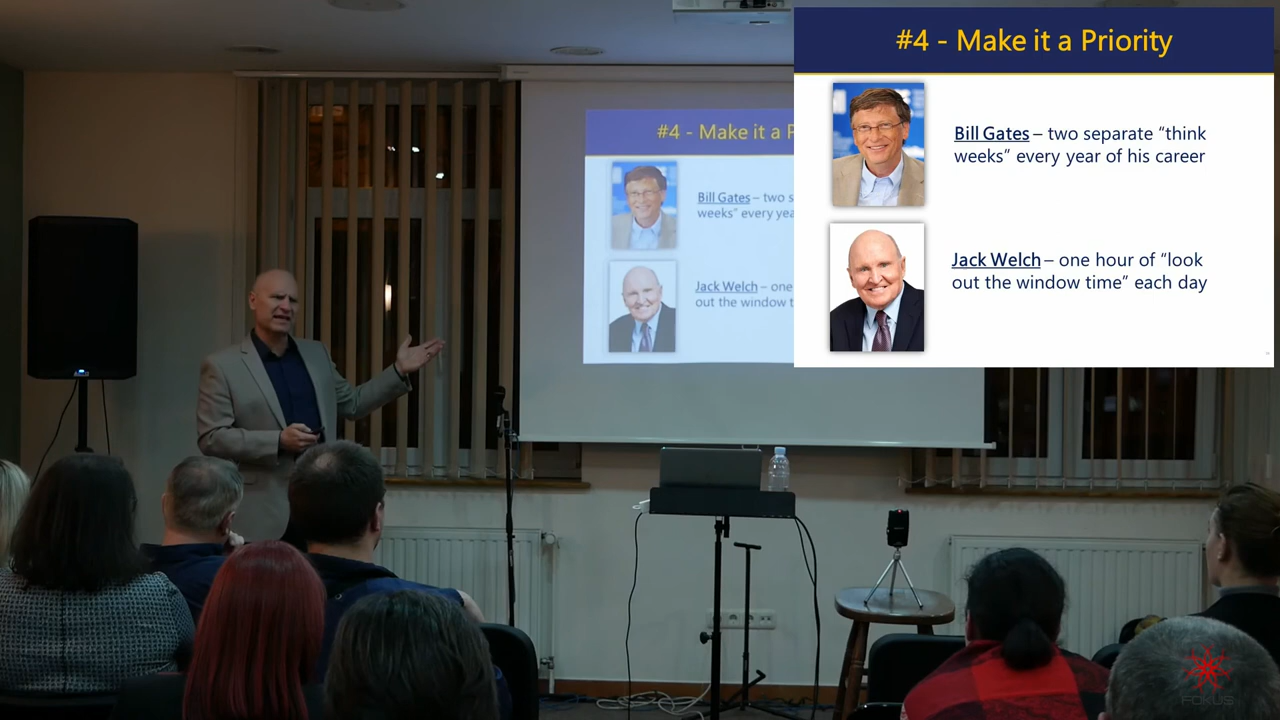 #4 - Make it a Priority
Bill Gates – two separate “think
weeks” every year of his career
Jack Welch – one hour of “look
out the window time” each day
#4 - Make it a P
Bill Gates – two s
weeks” every yea
Jack Welch – one
out the window t
FOKUS